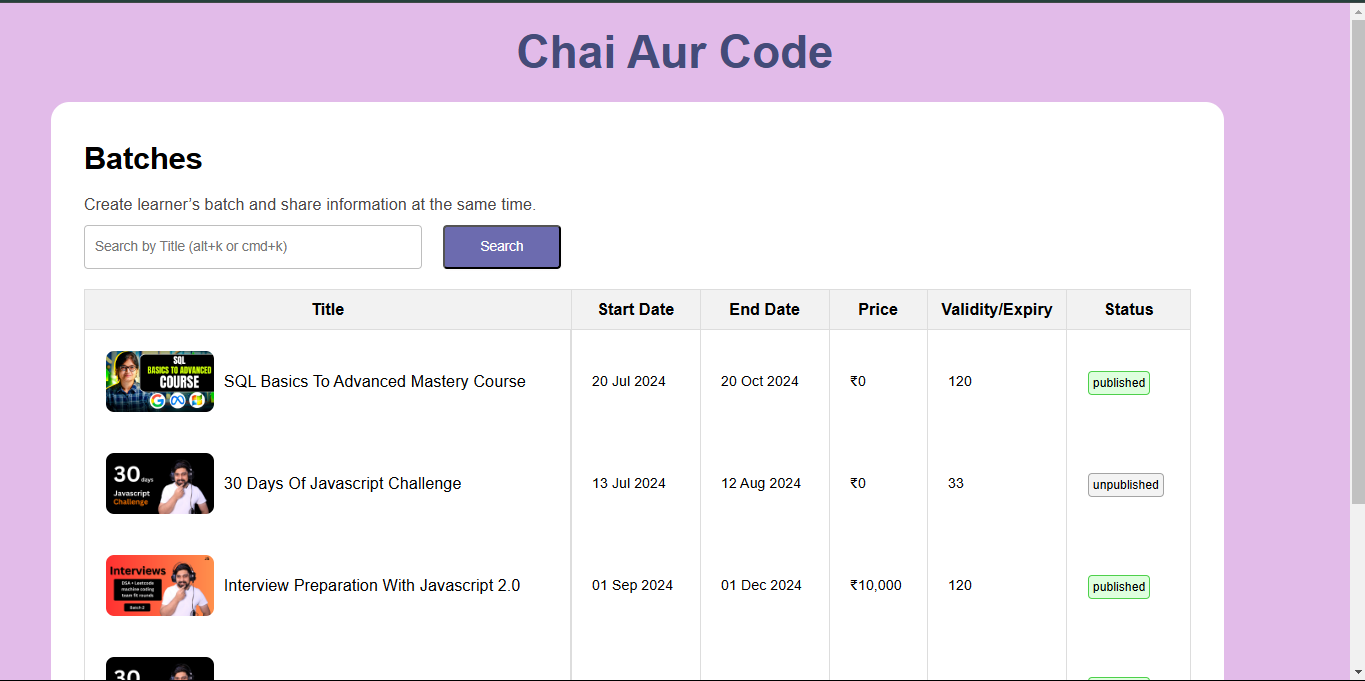 Chai Aur Code
Batches
Create learner’s batch and share information at the same time.
Search by Title (alt+k or cmd+k) Search
Title Start Date End Date Price Validity/Expiry Status
SQL
BASICS TO ADVANCED
COURSE
SQL Basics To Advanced Mastery Course 20 Jul 2024 20 Oct 2024 ₹0 120 published
30 days
Javascript
Challenge
30 Days Of Javascript Challenge 13 Jul 2024 12 Aug 2024 ₹0 33 unpublished
Interviews
DSA + Leetcode
machine coding
team fit rounds
Batch 2
Interview Preparation With Javascript 2.0 01 Sep 2024 01 Dec 2024 ₹10,000 120 published
30